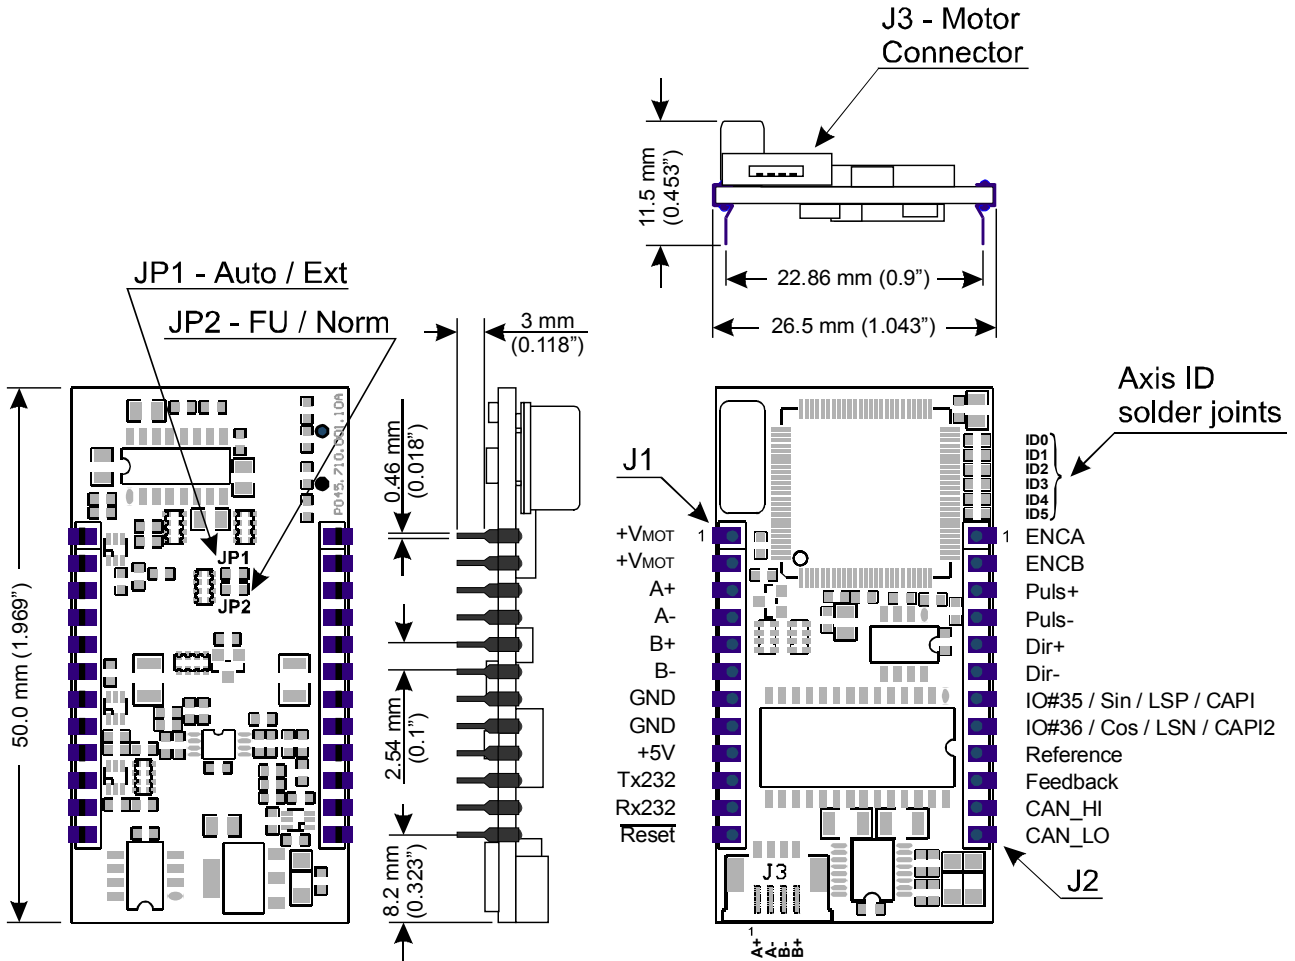 J3 - Motor
Connector
11.5 mm
(0.453”)
22.86 mm (0.9”)
26.5 mm (1.043”)
JP1 - Auto / Ext
JP2 - FU / Norm
3 mm
(0.118”)
0.46 mm
(0.018”)
2.54 mm
(0.1”)
8.2 mm
(0.323”)
50.0 mm (1.969”)
P045.710.001.10A
JP1
JP2
Axis ID
solder joints
ID0
ID1
ID2
ID3
ID4
ID5
J1
1
+VMOT
+VMOT
A+
A-
B+
B-
GND
GND
+5V
Tx232
Rx232
Reset
1
ENCA
ENCB
Puls+
Puls-
Dir+
Dir-
IO#35 / Sin / LSP / CAPI
IO#36 / Cos / LSN / CAPI2
Reference
Feedback
CAN_HI
CAN_LO
J2
J3
1
A+
A-
B-
B+